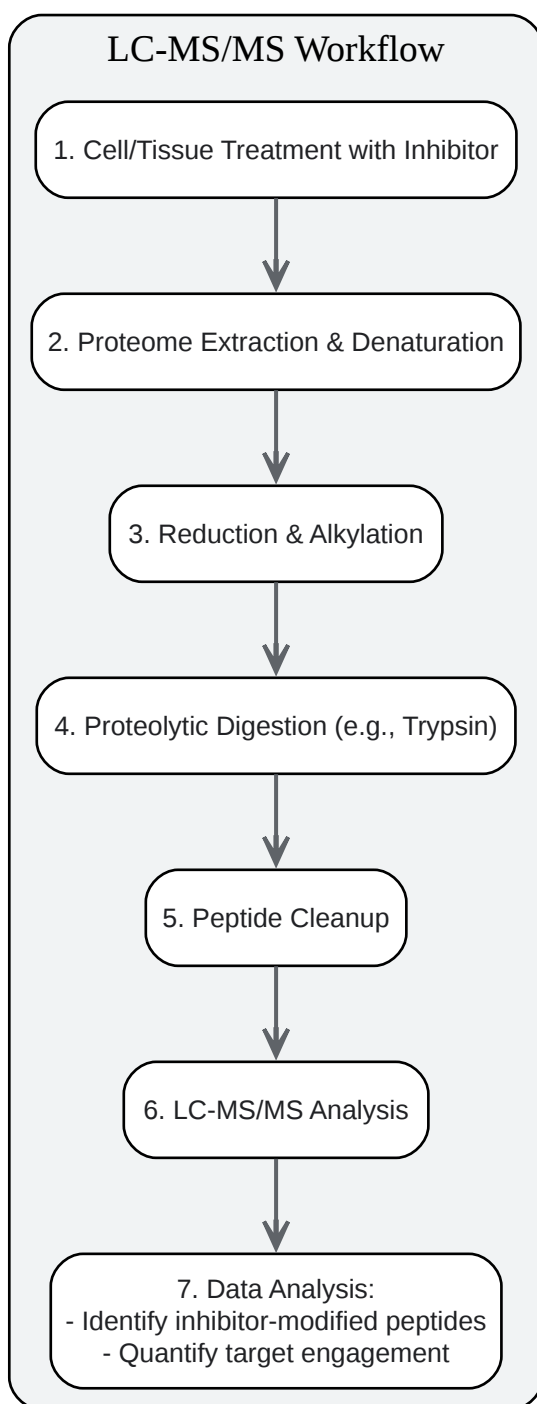 LC-MS/MS Workflow
1. Cell/Tissue Treatment with Inhibitor
2. Proteome Extraction & Denaturation
3. Reduction & Alkylation
4. Proteolytic Digestion (e.g., Trypsin)
5. Peptide Cleanup
6. LC-MS/MS Analysis
7. Data Analysis:
- Identify inhibitor-modified peptides
- Quantify target engagement